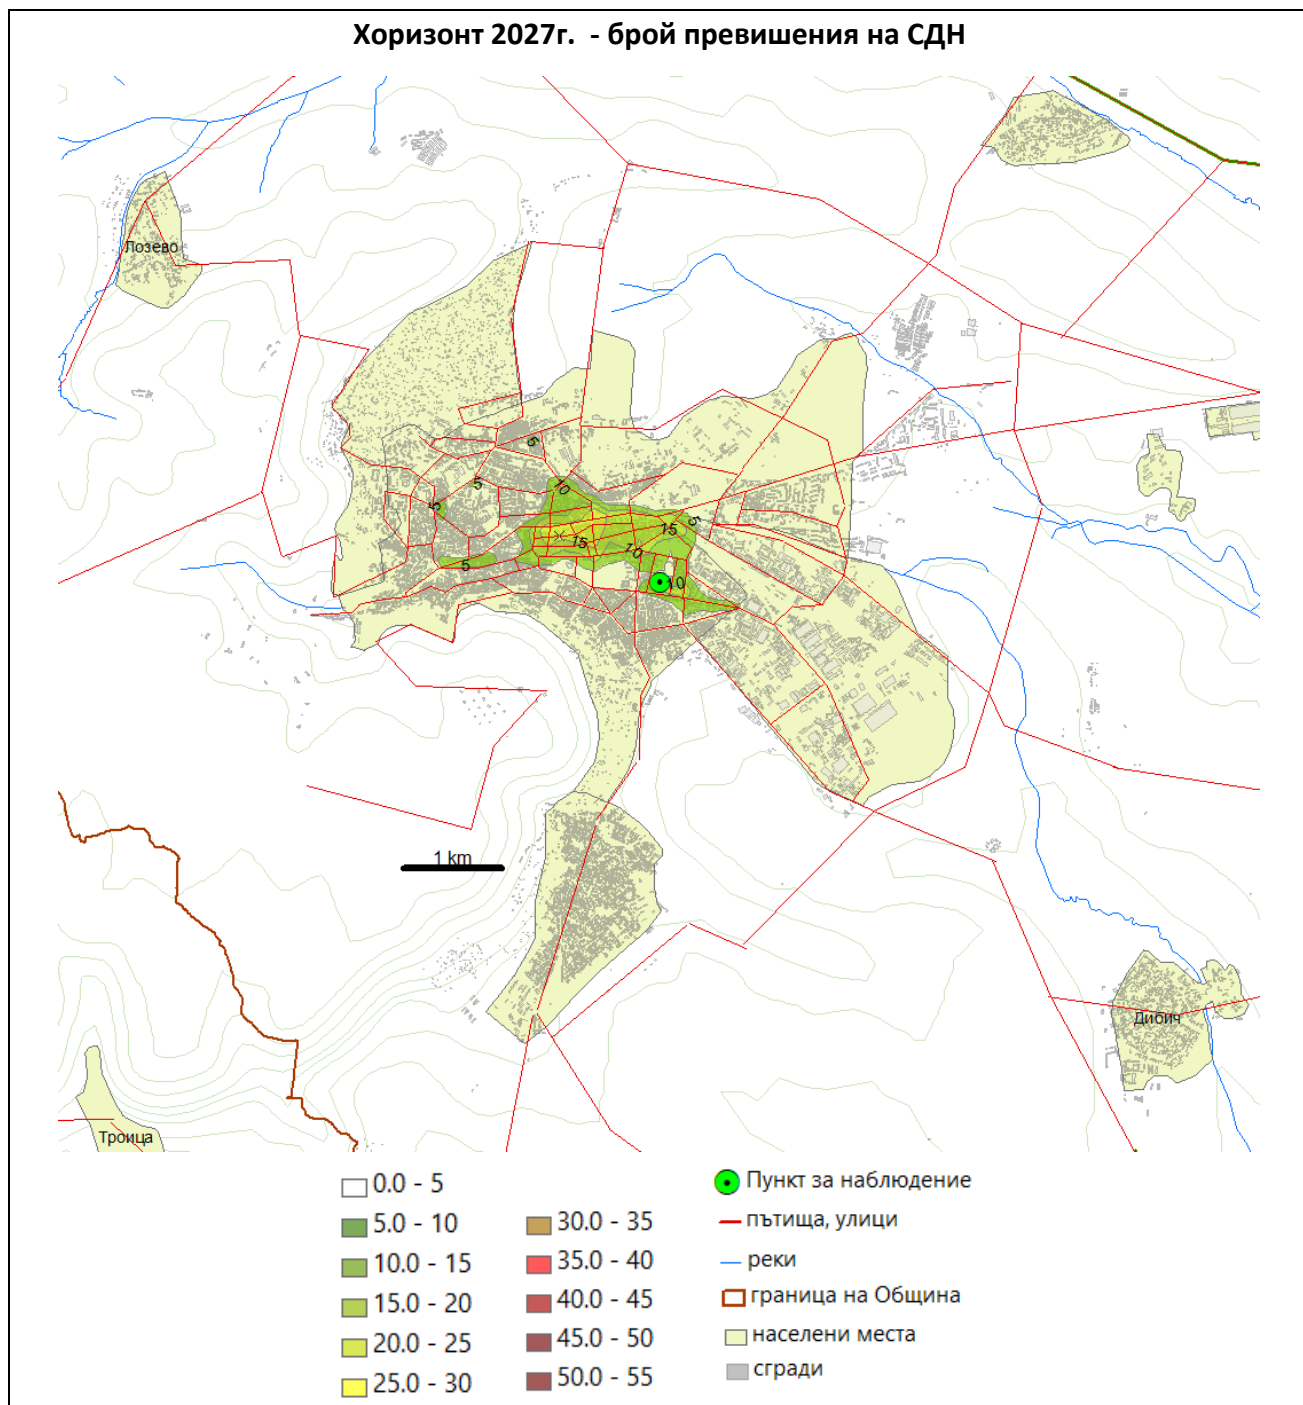 Хоризонт 2027г. - брой превишения на СДН
Лозево
5
5
10
5
5
15
15
10
5
10
1 km
Дибич
Троица
0.0 - 5
5.0 - 10
10.0 - 15
15.0 - 20
20.0 - 25
25.0 - 30
30.0 - 35
35.0 - 40
40.0 - 45
45.0 - 50
50.0 - 55
Пункт за наблюдение
пътища, улици
реки
граница на Община
населени места
сгради